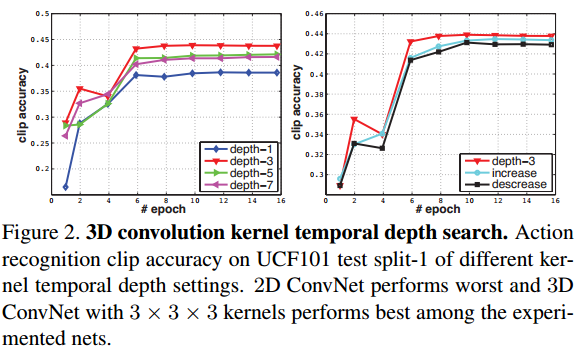 0.5
0.45
0.4
0.35
0.3
0.25
0.2
clip accuracy
0 2 4 6 8 10 12 14 16
# epoch
depth-1
depth-3
depth-5
depth-7
0.46
0.44
0.42
0.4
0.38
0.36
0.34
0.32
0.3
clip accuracy
0 2 4 6 8 10 12 14 16
# epoch
depth-3
increase
descrease
Figure 2. 3D convolution kernel temporal depth search. Action
recognition clip accuracy on UCF101 test split-1 of different ker-
nel temporal depth settings. 2D ConvNet performs worst and 3D
ConvNet with 3 × 3 × 3 kernels performs best among the experi-
mented nets.